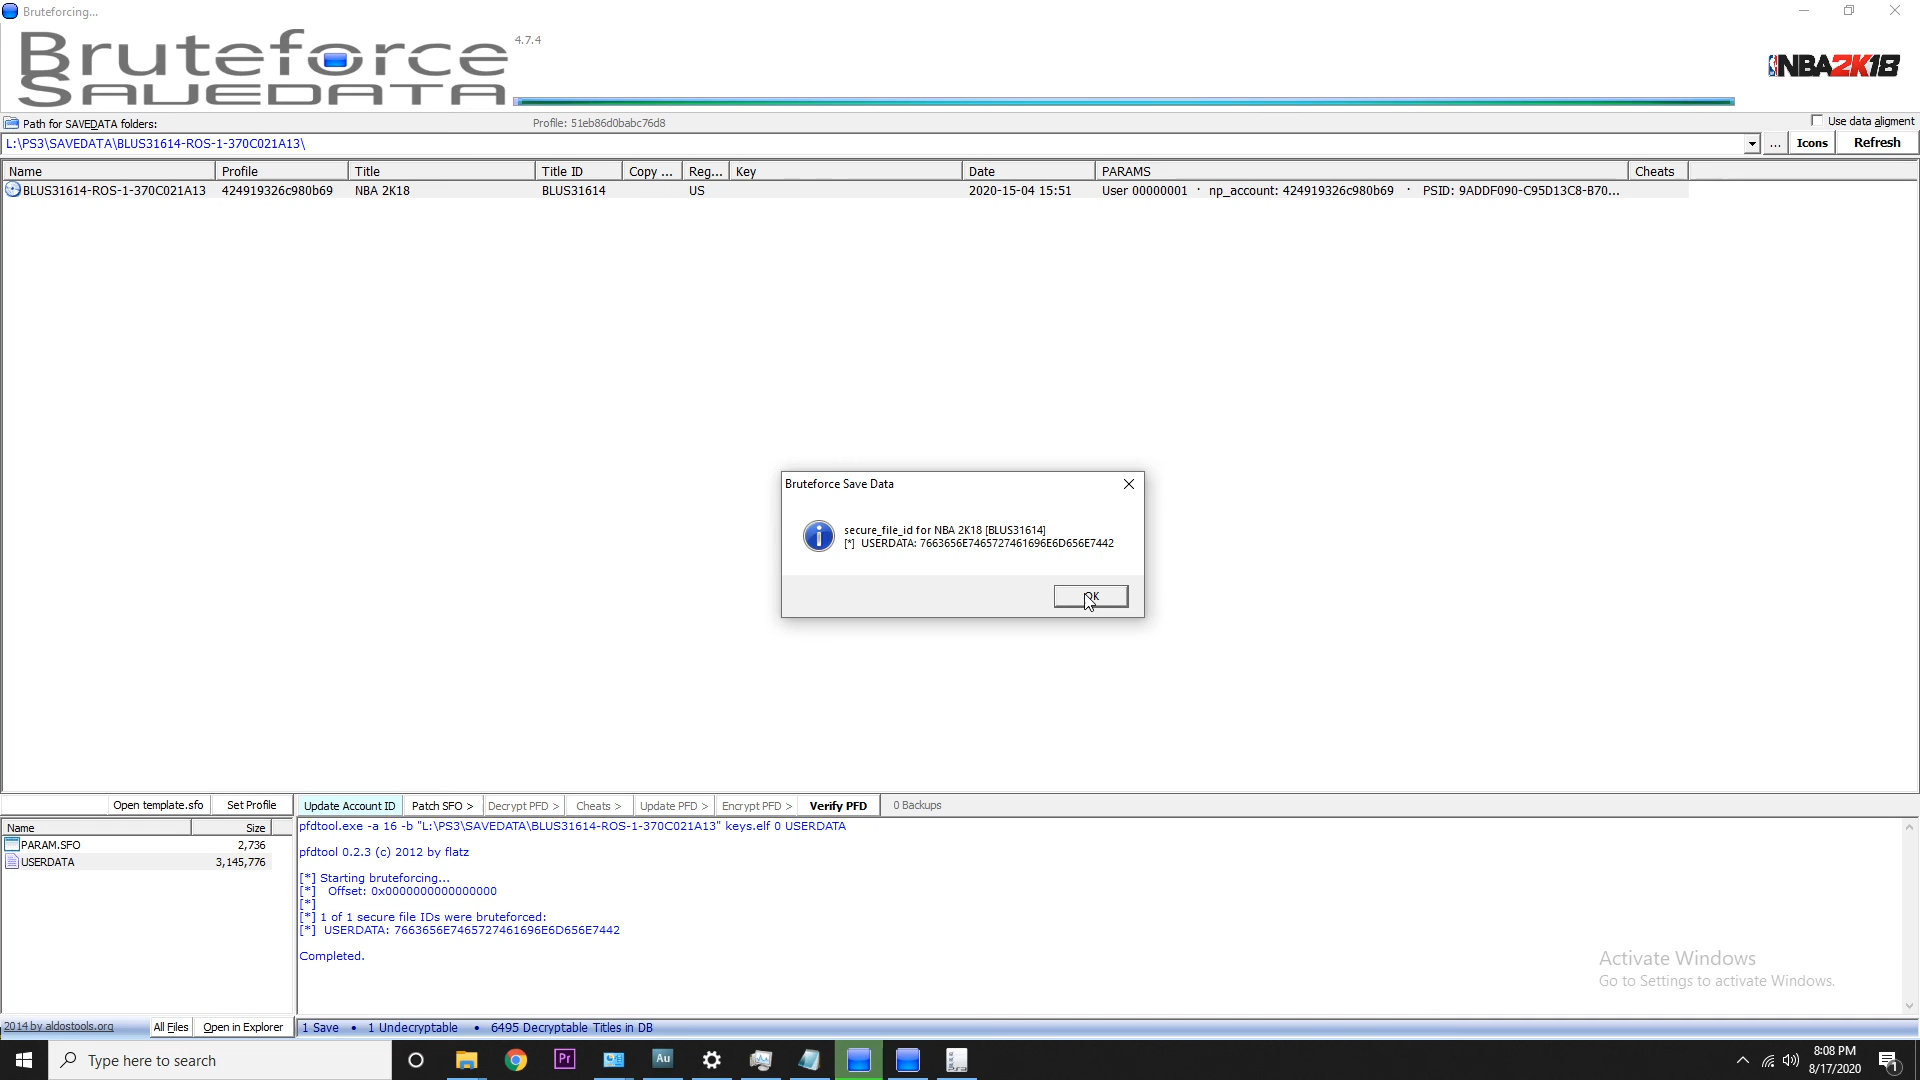 Bruteforcing...
Bruteforce
SAVEDATA
4.7.4
NBA2K18
Path for SAVEDATA folders:
Profile: 51eb86d0babc76d8
Use data aligment
L:\PS3\SAVEDATA\BLUS31614-ROS-1-370C021A13\
...
Icons
Refresh
Name Profile Title Title ID Copy ... Reg... Key Date PARAMS Cheats
BLUS31614-ROS-1-370C021A13 424919326c980b69 NBA 2K18 BLUS31614 US 2020-15-04 15:51 User 00000001 · np_account: 424919326c980b69 · PSID: 9ADDF090-C95D13C8-B70...
Bruteforce Save Data
secure_file_id for NBA 2K18 [BLUS31614]
[*] USERDATA: 7663656E7465727461696E6D656E7442
OK
Open template.sfo Set Profile Update Account ID Patch SFO > Decrypt PFD > Cheats > Update PFD > Encrypt PFD > Verify PFD 0 Backups
Name Size
PARAM.SFO 2,736
USERDATA 3,145,776
pfdtool.exe -a 16 -b "L:\PS3\SAVEDATA\BLUS31614-ROS-1-370C021A13" keys.elf 0 USERDATA
pfdtool 0.2.3 (c) 2012 by flatz
[*] Starting bruteforcing...
[*] Offset: 0x0000000000000000
[*]
[*] 1 of 1 secure file IDs were bruteforced:
[*] USERDATA: 7663656E7465727461696E6D656E7442
Completed.
Activate Windows
Go to Settings to activate Windows.
2014 by aldostools.org All Files Open in Explorer 1 Save • 1 Undecryptable • 6495 Decryptable Titles in DB
Type here to search
Pr
Au
8:08 PM
8/17/2020
1